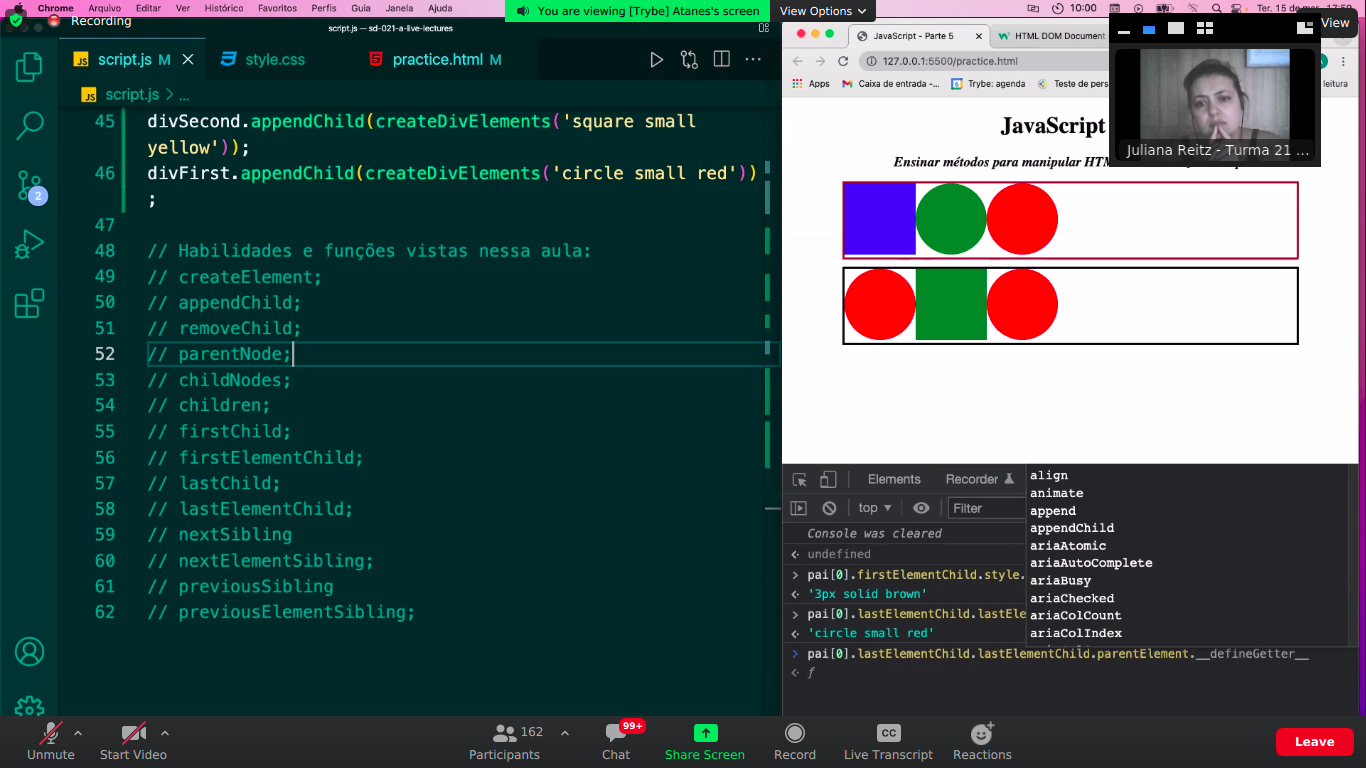 Chrome Arquivo Editar Ver Histórico Favoritos Perfis Guia Janela Ajuda
Recording
You are viewing [Trybe] Atanes's screen
View Options
10:00
View
script.js — sd-021-a-live-lectures
script.js M
style.css
practice.html M
script.js > ...
45 divSecond.appendChild(createDivElements('square small
yellow'));
46 divFirst.appendChild(createDivElements('circle small red'))
;
47
48 // Habilidades e funções vistas nessa aula:
49 // createElement;
50 // appendChild;
51 // removeChild;
52 // parentNode;
53 // childNodes;
54 // children;
55 // firstChild;
56 // firstElementChild;
57 // lastChild;
58 // lastElementChild;
59 // nextSibling
60 // nextElementSibling;
61 // previousSibling
62 // previousElementSibling;
2
JavaScript - Parte 5
HTML DOM Document
127.0.0.1:5500/practice.html
Apps
Caixa de entrada -...
Trybe: agenda
Teste de pers
leitura
Juliana Reitz - Turma 21 ...
JavaScript
Ensinar métodos para manipular HT
Elements
Recorder
top
Filter
Console was cleared
undefined
pai[0].firstElementChild.style.
'3px solid brown'
pai[0].lastElementChild.lastEle
'circle small red'
pai[0].lastElementChild.lastElementChild.parentElement.__defineGetter__
f
align
animate
append
appendChild
ariaAtomic
ariaAutoComplete
ariaBusy
ariaChecked
ariaColCount
ariaColIndex
Unmute
Start Video
162
Participants
99+
Chat
Share Screen
Record
CC
Live Transcript
Reactions
Leave